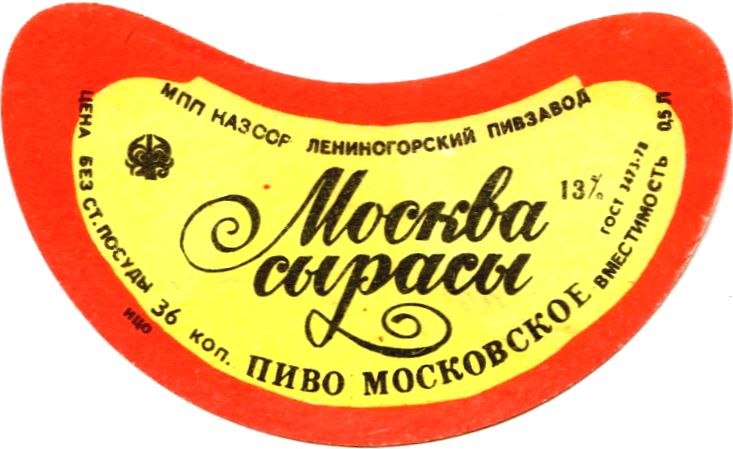 МПП КАЗССР ЛЕНИНОГОРСКИЙ ПИВЗАВОД
Москва
сырасы
13%
ГОСТ 3473-78
ЦЕНА БЕЗ СТ. ПОСУДЫ 36 КОП.
ВМЕСТИМОСТЬ 0,5 Л
ПИВО МОСКОВСКОЕ
ИЦО